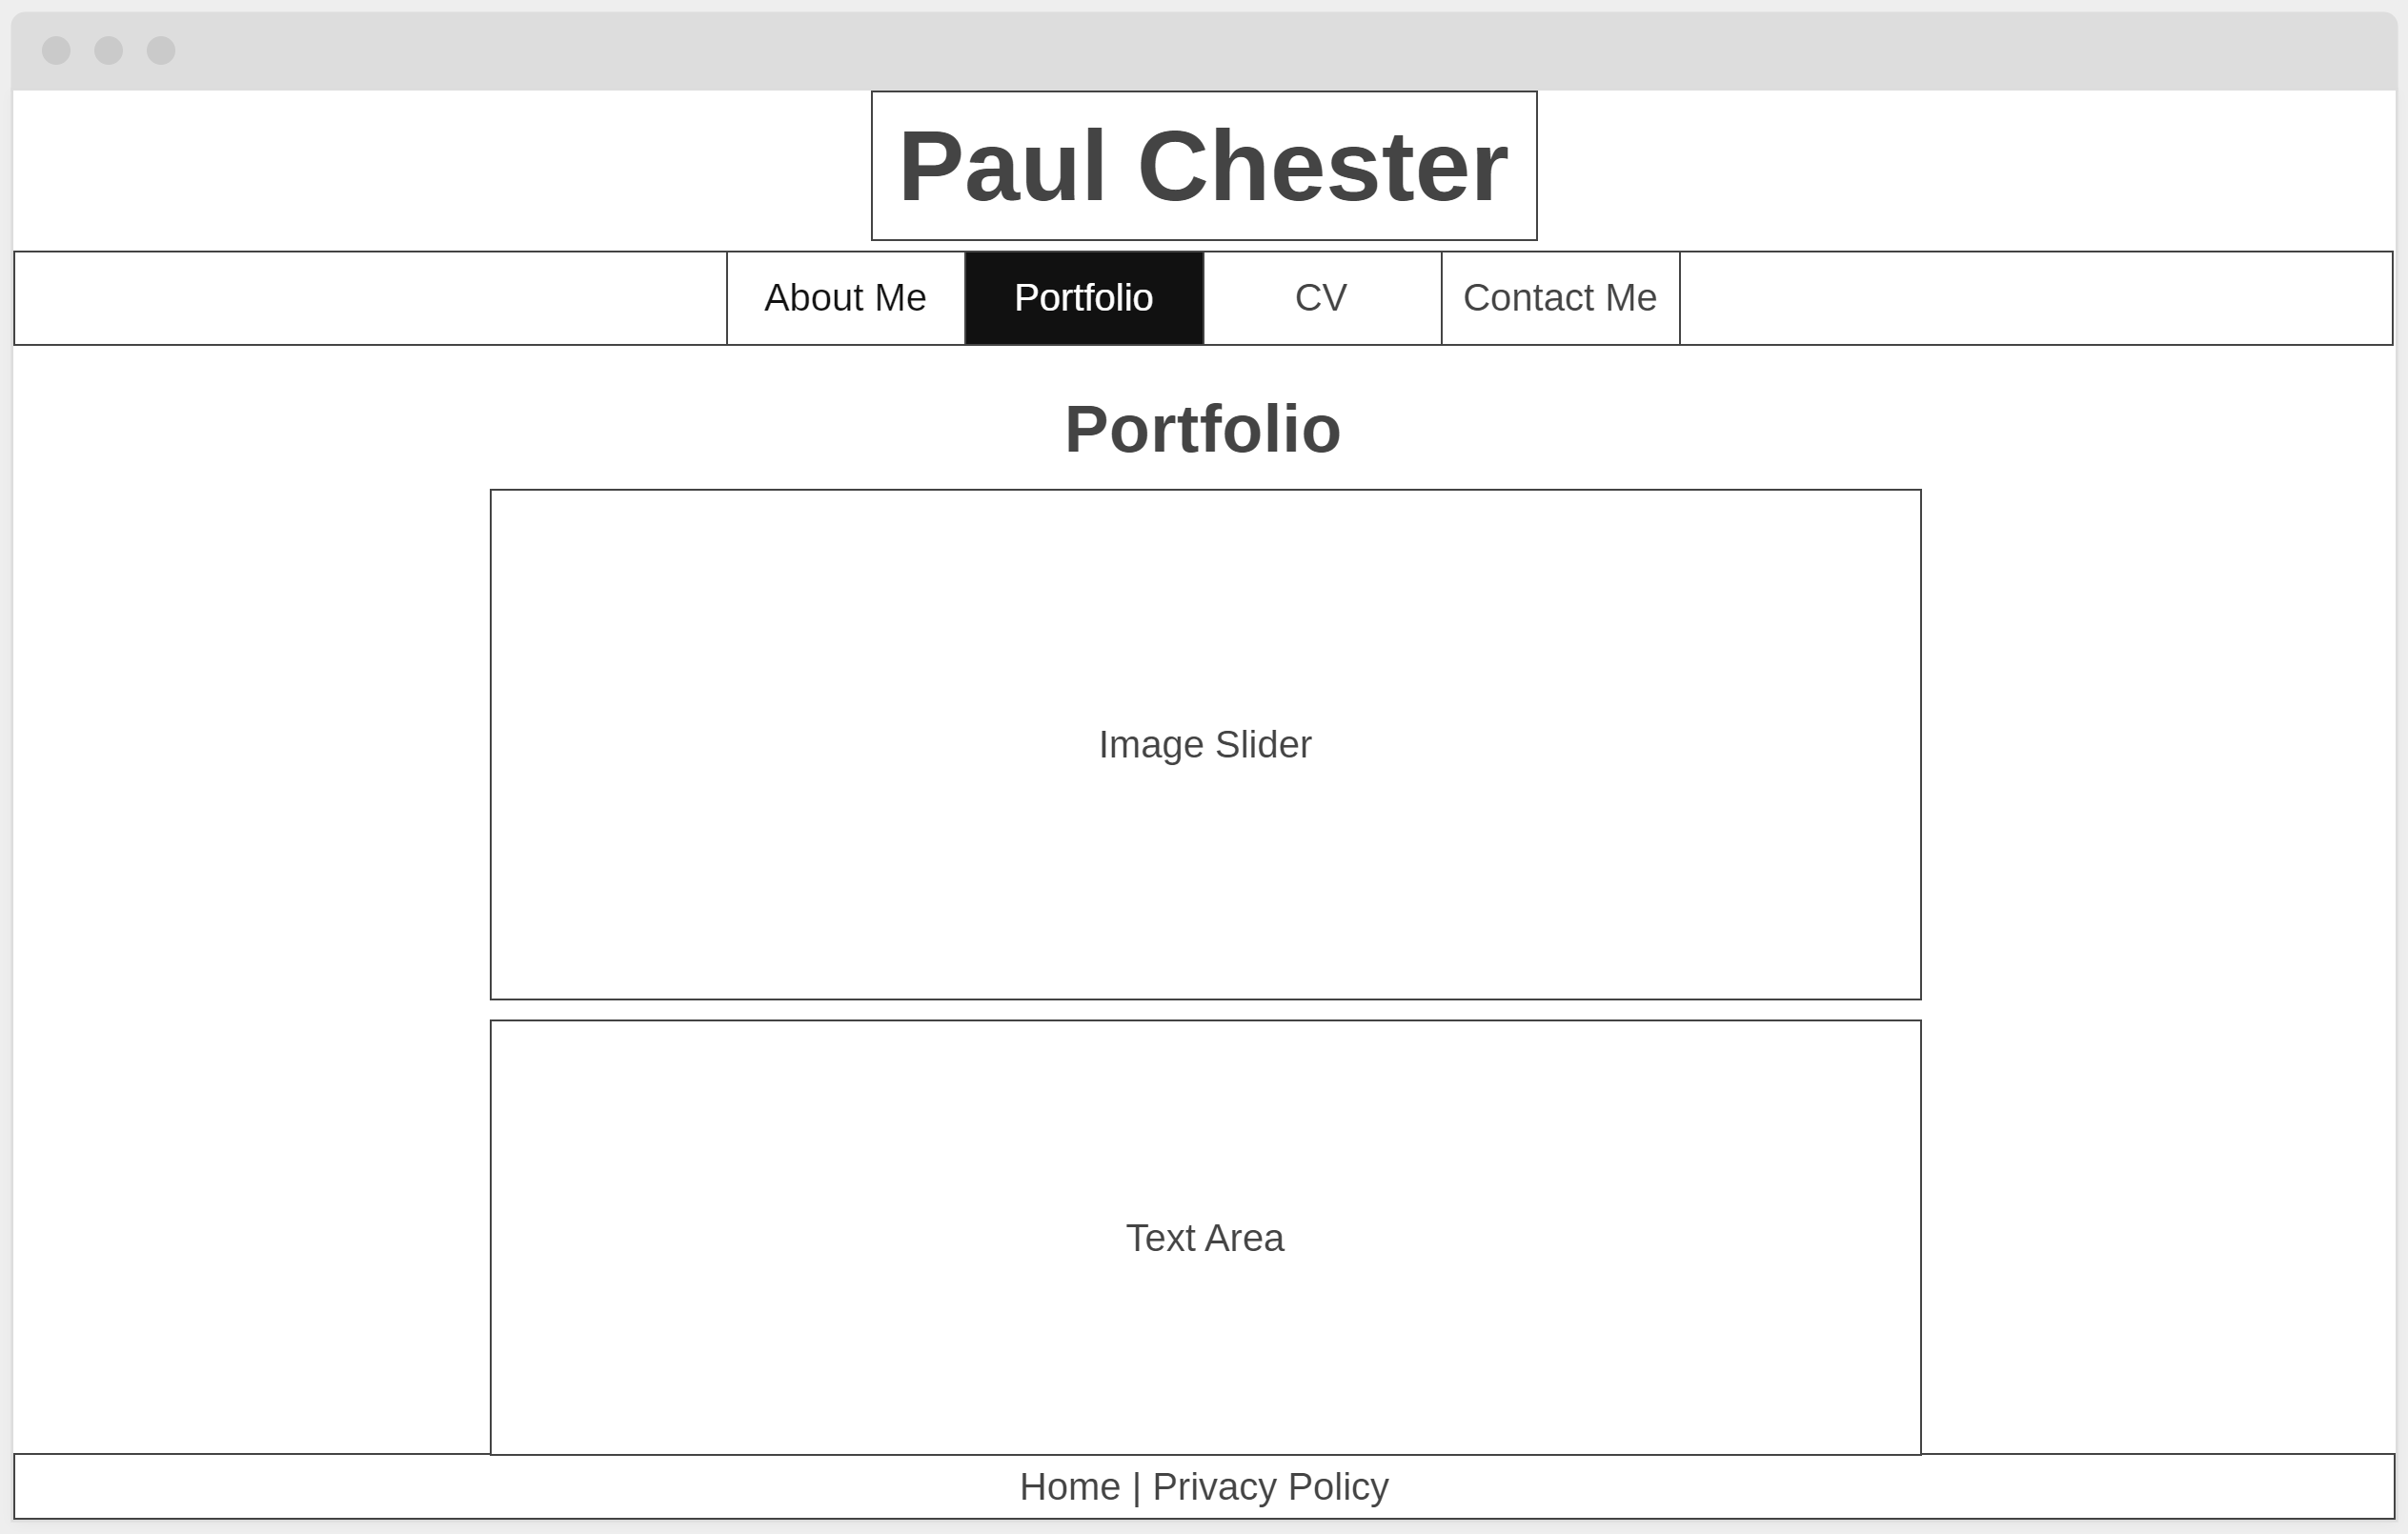 Paul Chester
About Me Portfolio CV Contact Me
Portfolio
Image Slider
Text Area
Home | Privacy Policy